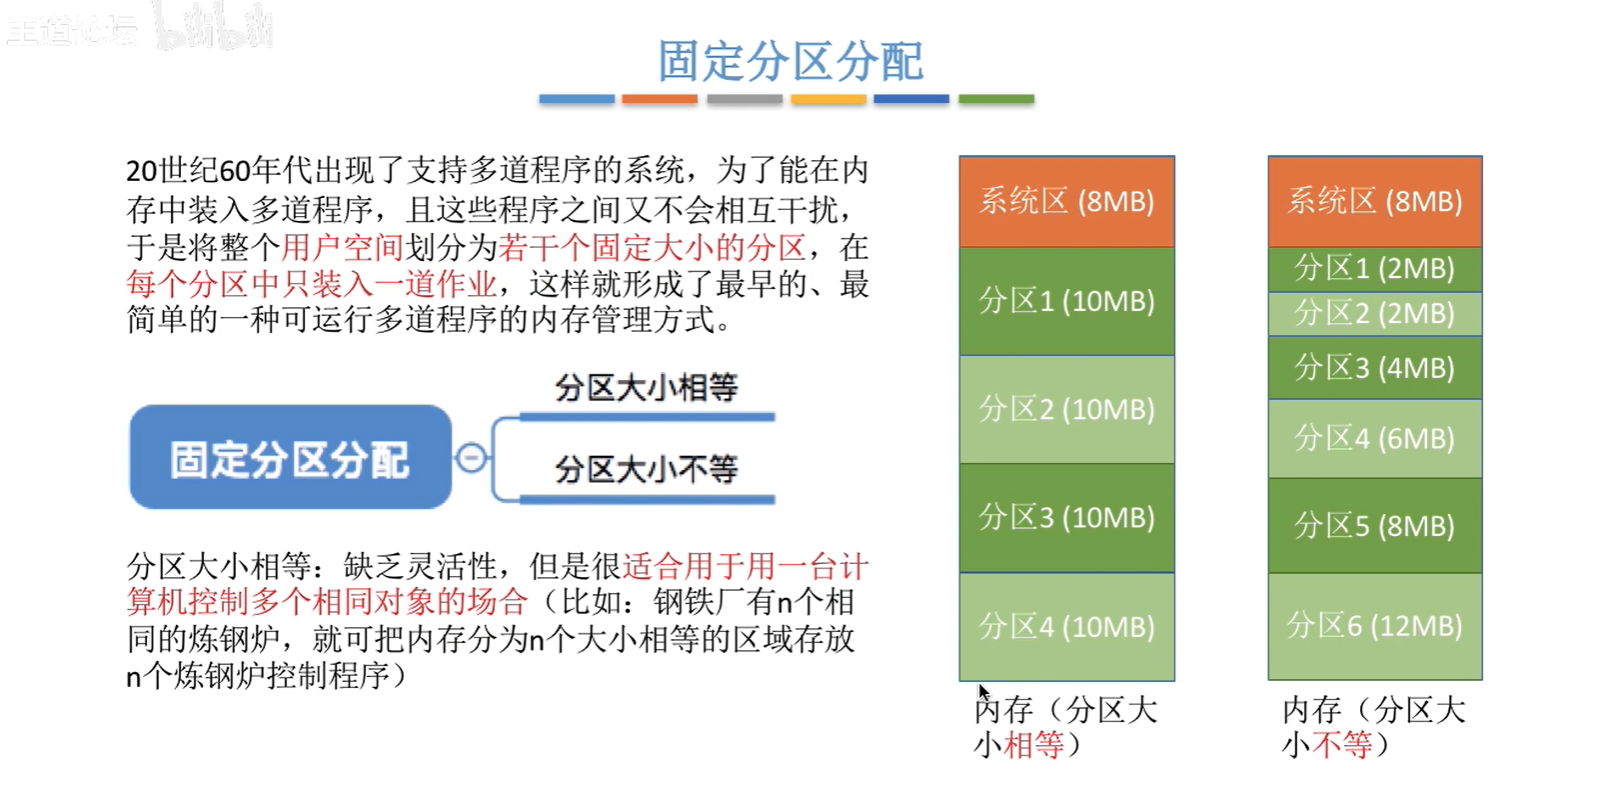 王道论坛 bilibili
固定分区分配
20世纪60年代出现了支持多道程序的系统，为了能在内
存中装入多道程序，且这些程序之间又不会相互干扰，
于是将整个用户空间划分为若干个固定大小的分区，在
每个分区中只装入一道作业，这样就形成了最早的、最
简单的一种可运行多道程序的内存管理方式。
固定分区分配
分区大小相等
分区大小不等
分区大小相等：缺乏灵活性，但是很适合用于用一台计
算机控制多个相同对象的场合（比如：钢铁厂有n个相
同的炼钢炉，就可把内存分为n个大小相等的区域存放
n个炼钢炉控制程序）
系统区 (8MB)
分区1 (10MB)
分区2 (10MB)
分区3 (10MB)
分区4 (10MB)
内存（分区大
小相等）
系统区 (8MB)
分区1 (2MB)
分区2 (2MB)
分区3 (4MB)
分区4 (6MB)
分区5 (8MB)
分区6 (12MB)
内存（分区大
小不等）